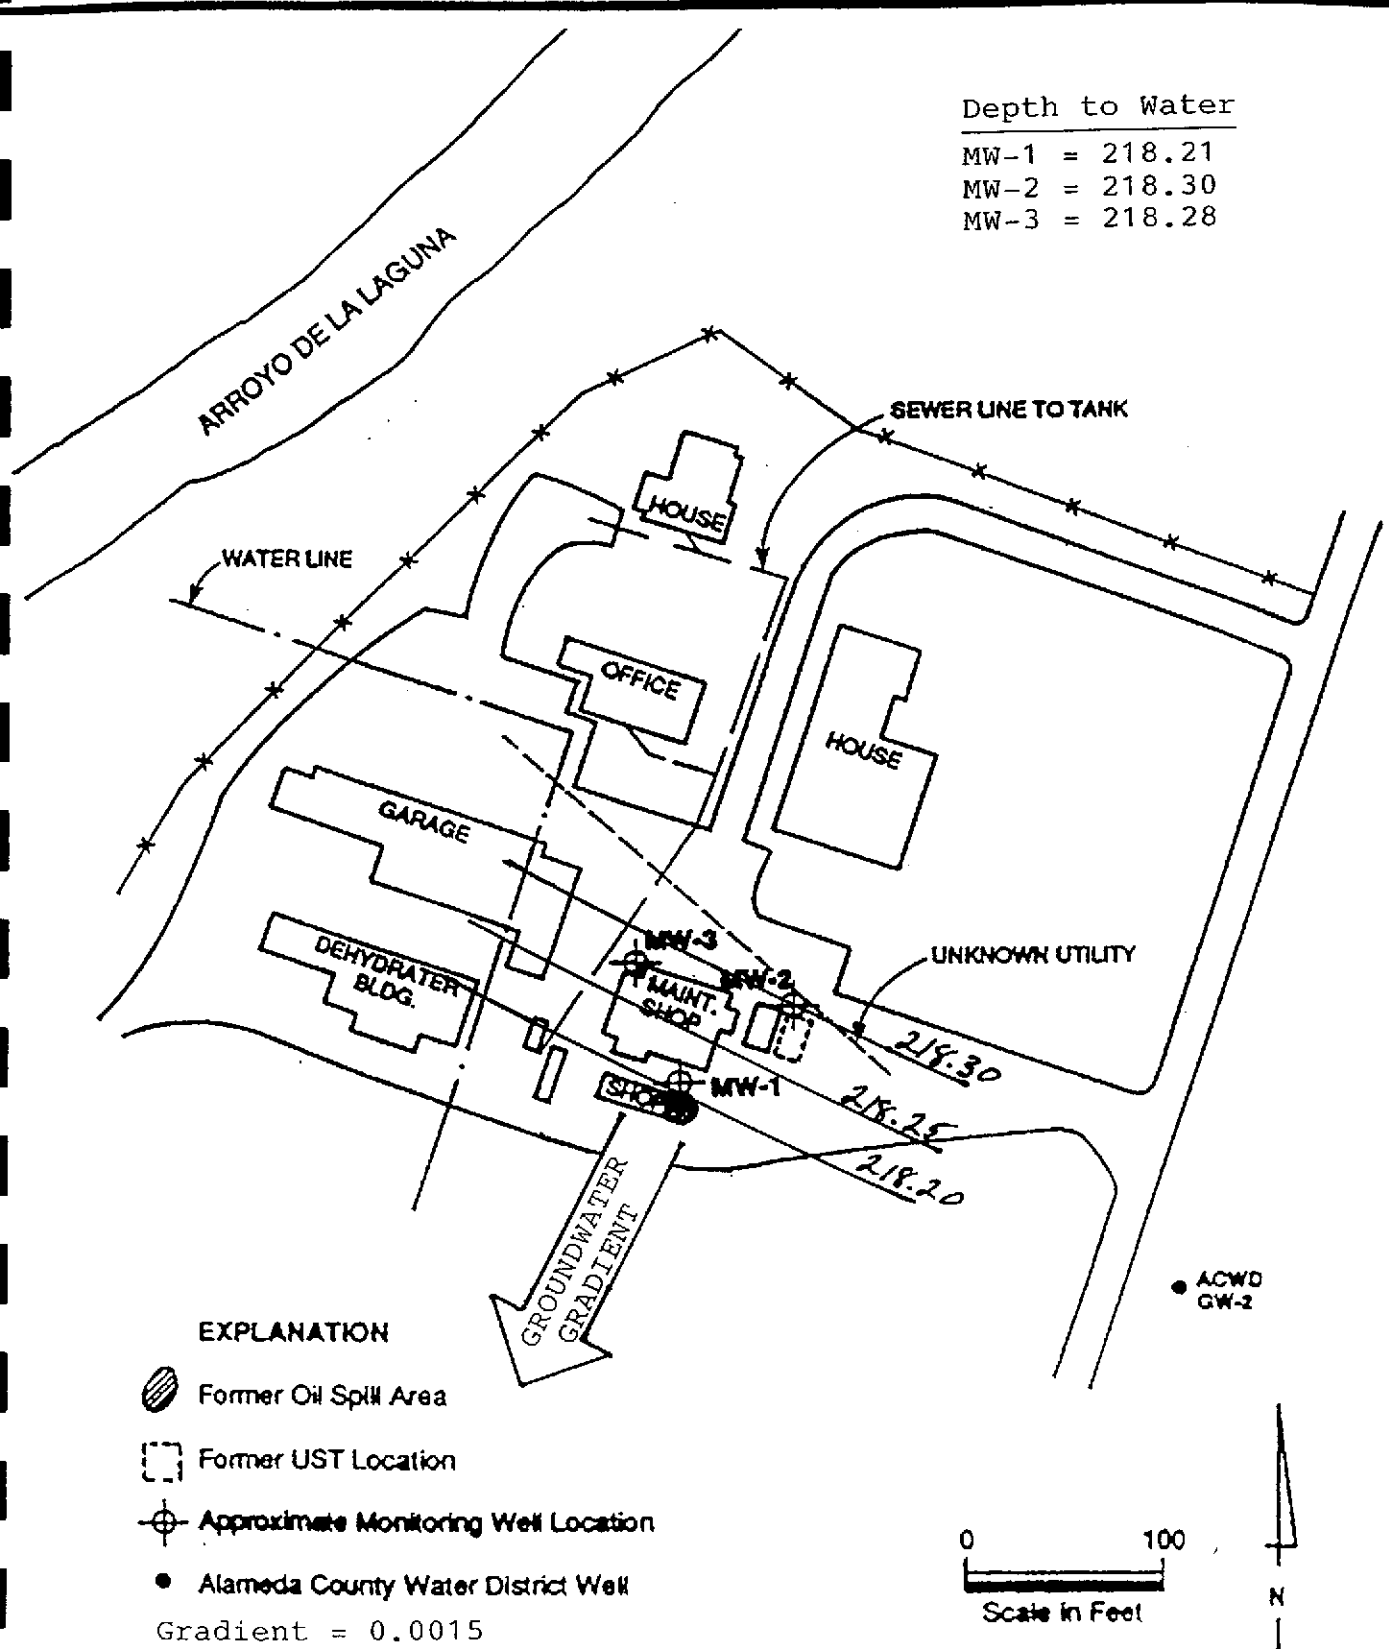 Depth to Water
MW-1 = 218.21
MW-2 = 218.30
MW-3 = 218.28
ARROYO DE LA LAGUNA
SEWER LINE TO TANK
HOUSE
WATER LINE
OFFICE
HOUSE
GARAGE
MW-3
UNKNOWN UTILITY
DEHYDRATER
BLDG.
MW-2
MAINT.
SHOP
218.30
MW-1
SHOP
218.25
218.20
GROUNDWATER
GRADIENT
ACWD
GW-2
EXPLANATION
Former Oil Spill Area
Former UST Location
Approximate Monitoring Well Location
Alameda County Water District Well
Gradient = 0.0015
0 100
Scale in Feet
N